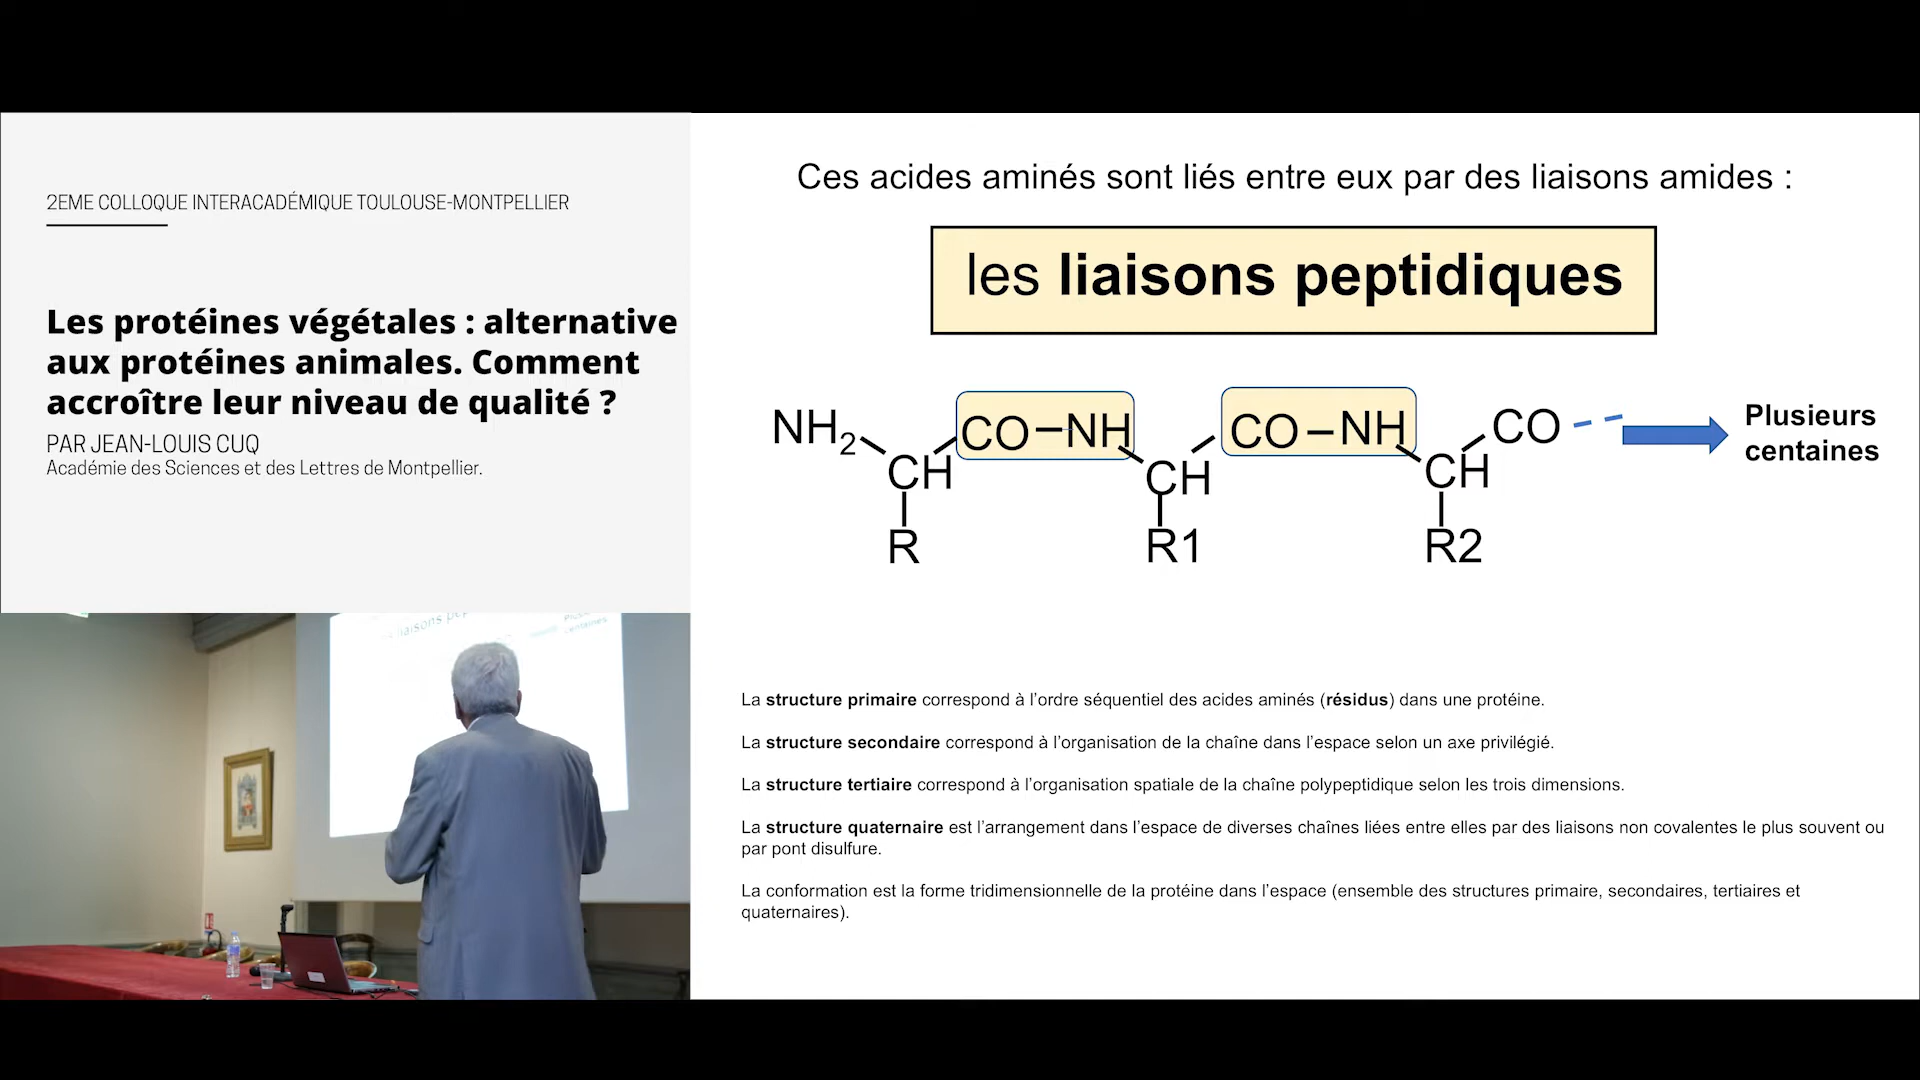 2EME COLLOQUE INTERACADÉMIQUE TOULOUSE-MONTPELLIER
Les protéines végétales : alternative
aux protéines animales. Comment
accroître leur niveau de qualité ?
PAR JEAN-LOUIS CUQ
Académie des Sciences et des Lettres de Montpellier.
Ces acides aminés sont liés entre eux par des liaisons amides :
les liaisons peptidiques
NH2 CO–NH CO–NH CO
CH CH CH
R R1 R2
Plusieurs
centaines
La structure primaire correspond à l'ordre séquentiel des acides aminés (résidus) dans une protéine.
La structure secondaire correspond à l'organisation de la chaîne dans l'espace selon un axe privilégié.
La structure tertiaire correspond à l'organisation spatiale de la chaîne polypeptidique selon les trois dimensions.
La structure quaternaire est l'arrangement dans l'espace de diverses chaînes liées entre elles par des liaisons non covalentes le plus souvent ou
par pont disulfure.
La conformation est la forme tridimensionnelle de la protéine dans l'espace (ensemble des structures primaire, secondaires, tertiaires et
quaternaires).
liaisons
centaines